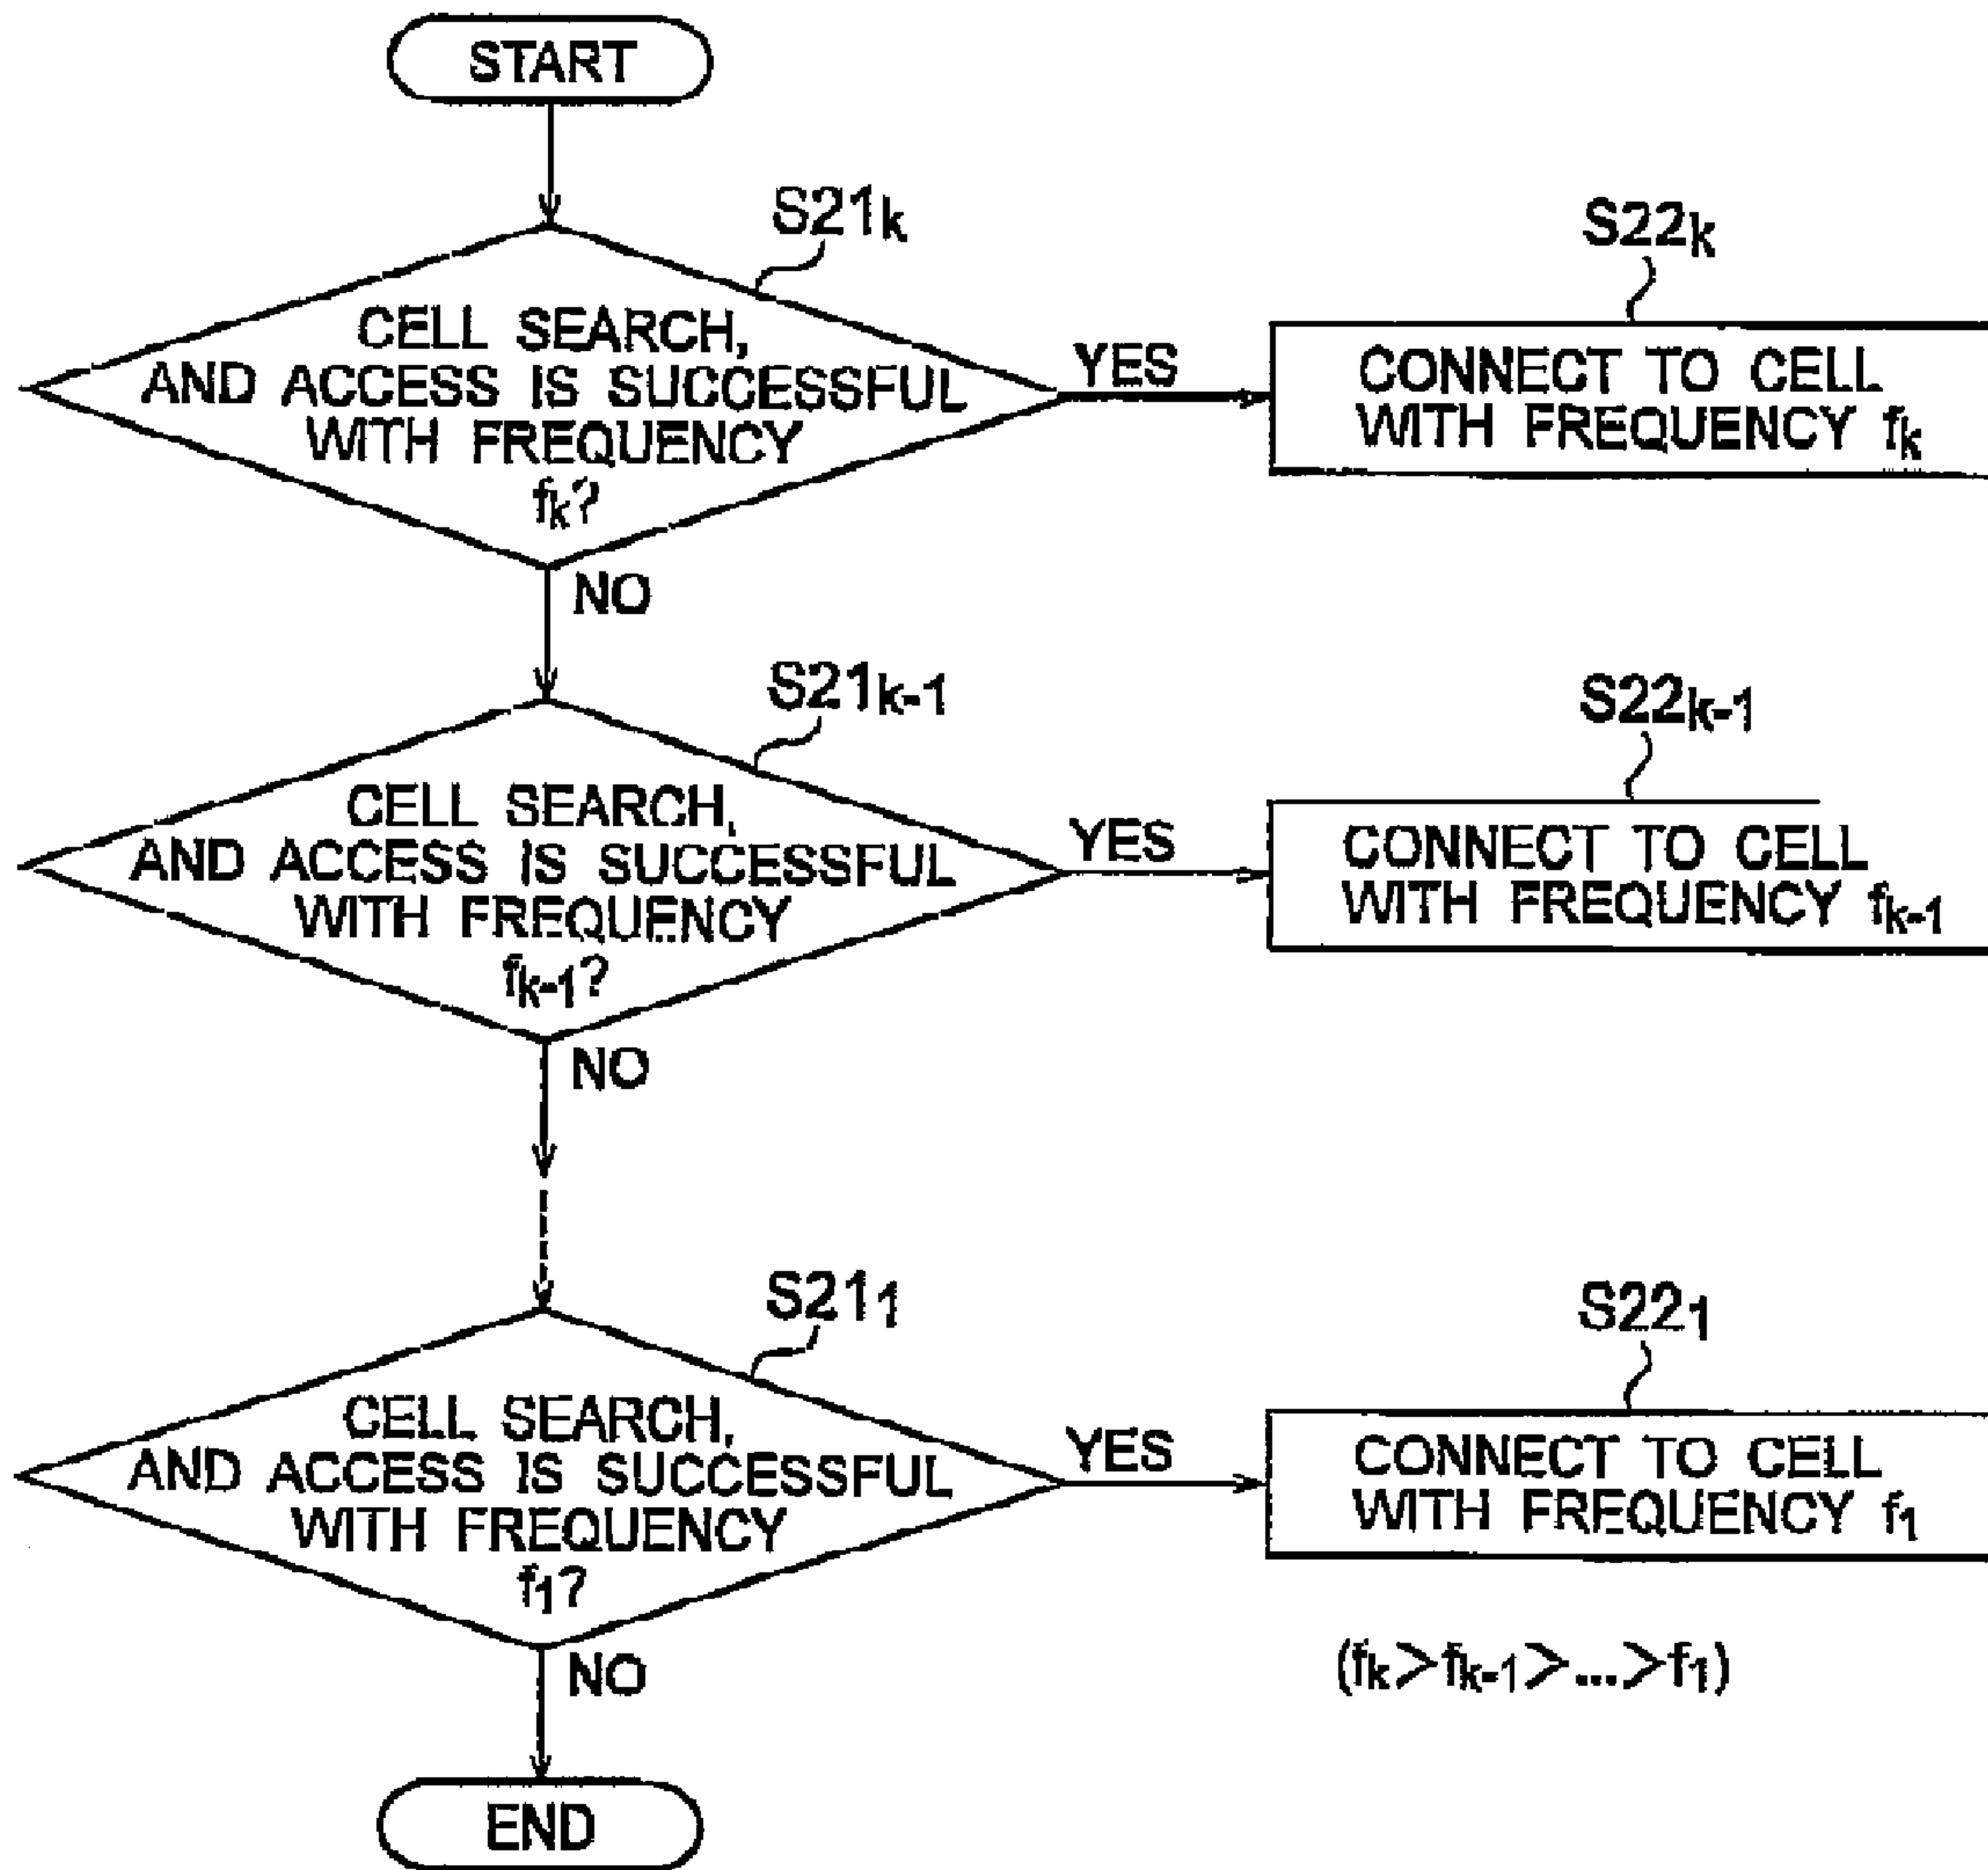 START
S21k
CELL SEARCH,
AND ACCESS IS SUCCESSFUL
WITH FREQUENCY
fk?
YES
S22k
CONNECT TO CELL
WITH FREQUENCY fk
NO
S21k-1
CELL SEARCH,
AND ACCESS IS SUCCESSFUL
WITH FREQUENCY
fk-1?
YES
S22k-1
CONNECT TO CELL
WITH FREQUENCY fk-1
NO
S211
CELL SEARCH,
AND ACCESS IS SUCCESSFUL
WITH FREQUENCY
f1?
YES
S221
CONNECT TO CELL
WITH FREQUENCY f1
(fk>fk-1>...>f1)
NO
END